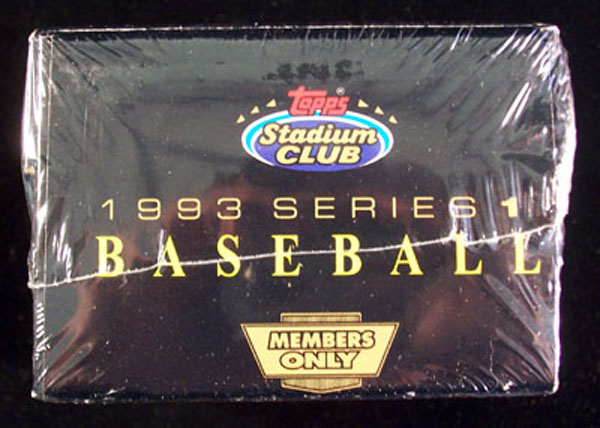 Topps®
Stadium
CLUB
1993 SERIES 1
BASEBALL
MEMBERS
ONLY